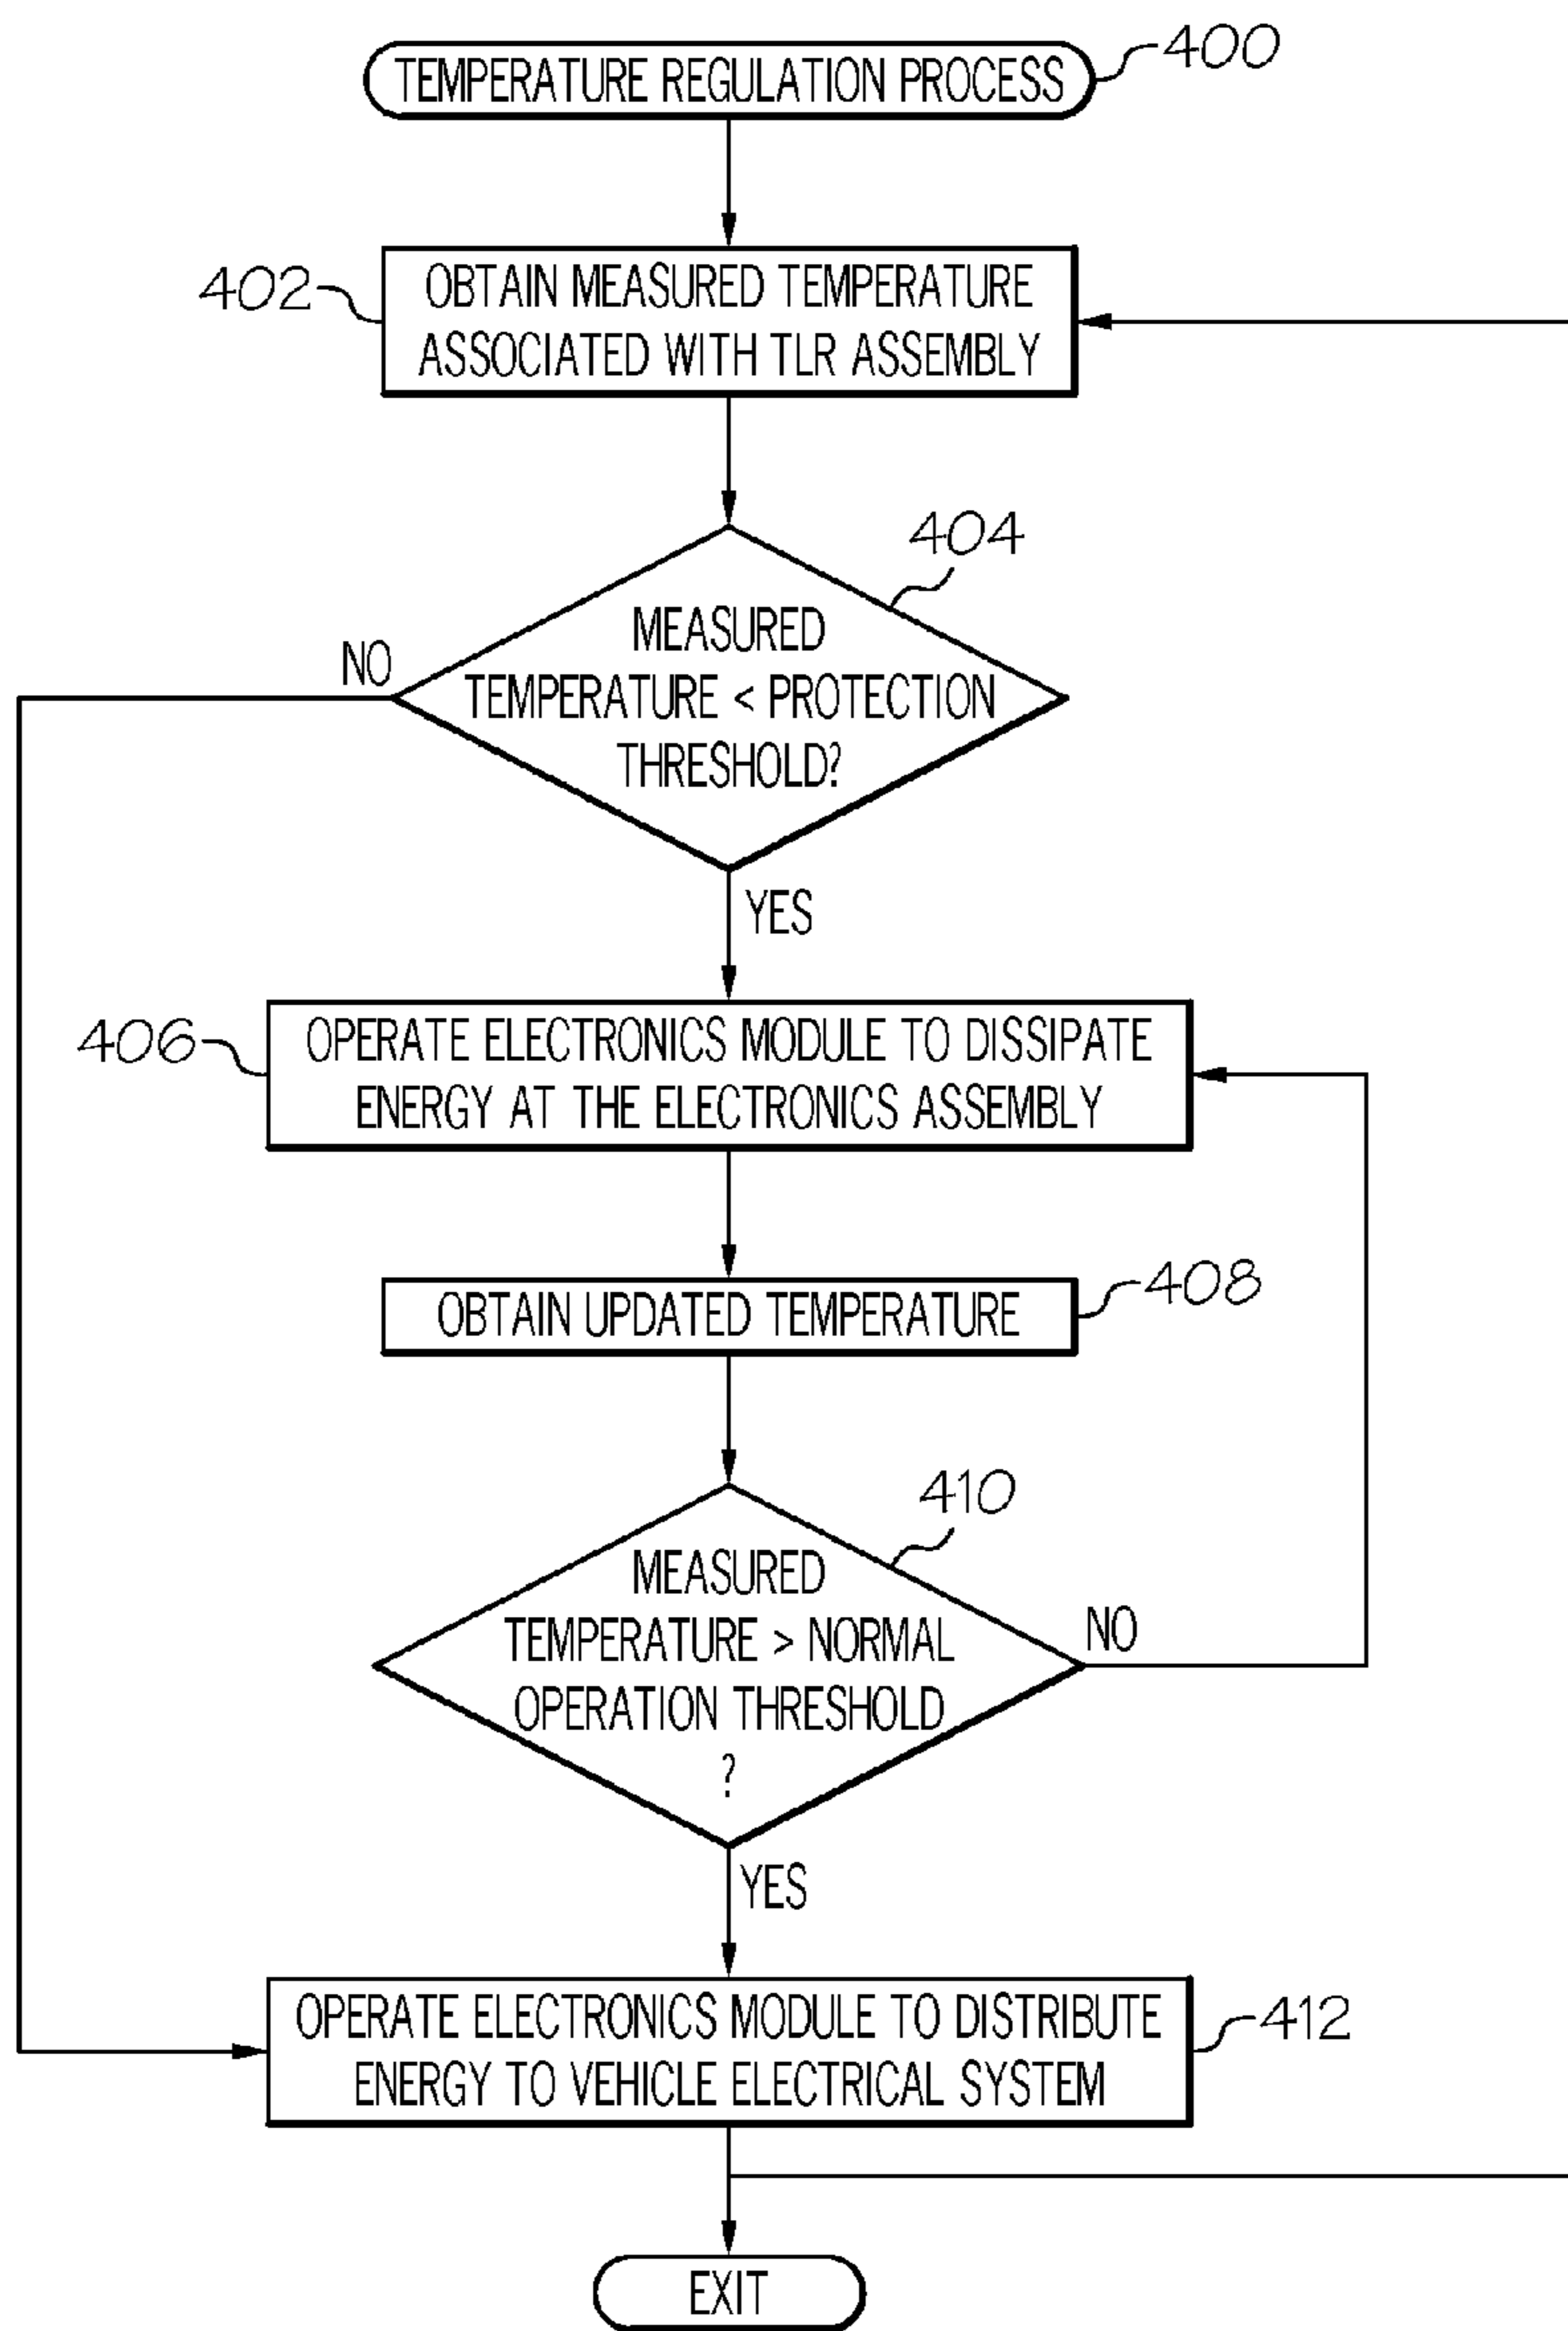 TEMPERATURE REGULATION PROCESS
400
402
OBTAIN MEASURED TEMPERATURE
ASSOCIATED WITH TLR ASSEMBLY
404
MEASURED
TEMPERATURE < PROTECTION
THRESHOLD?
NO
YES
406
OPERATE ELECTRONICS MODULE TO DISSIPATE
ENERGY AT THE ELECTRONICS ASSEMBLY
OBTAIN UPDATED TEMPERATURE
408
410
MEASURED
TEMPERATURE > NORMAL
OPERATION THRESHOLD
?
NO
YES
OPERATE ELECTRONICS MODULE TO DISTRIBUTE
ENERGY TO VEHICLE ELECTRICAL SYSTEM
412
EXIT